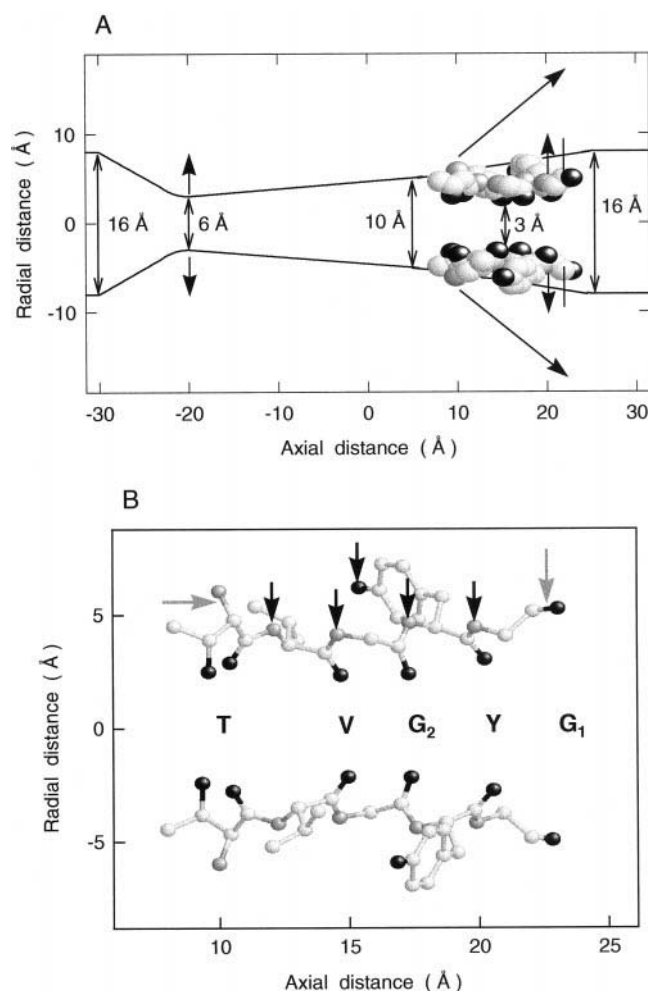 A
Radial distance (Å)
10
0
-10
16 Å
6 Å
10 Å
3 Å
16 Å
-30
-20
-10
0
10
20
30
Axial distance (Å)
B
Radial distance (Å)
5
0
-5
T V G₂ Y G₁
10
15
20
25
Axial distance (Å)